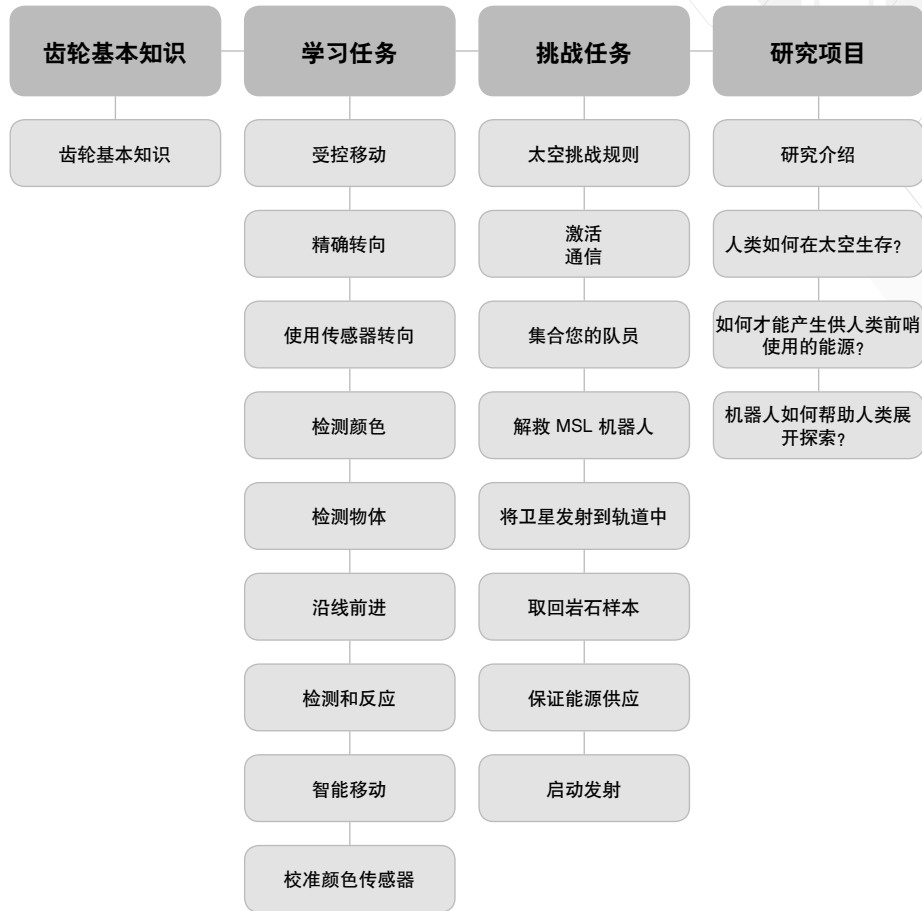 齿轮基本知识
学习任务
挑战任务
研究项目
齿轮基本知识
受控移动
精确转向
使用传感器转向
检测颜色
检测物体
沿线前进
检测和反应
智能移动
校准颜色传感器
太空挑战规则
激活
通信
集合您的队员
解救 MSL 机器人
将卫星发射到轨道中
取回岩石样本
保证能源供应
启动发射
研究介绍
人类如何在太空生存？
如何才能产生供人类前哨
使用的能源？
机器人如何帮助人类展
开探索？